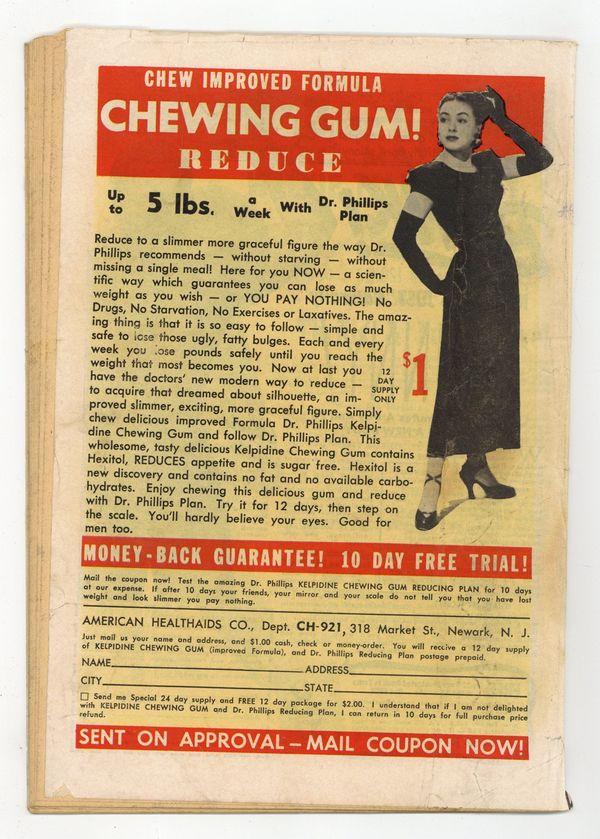 CHEW IMPROVED FORMULA
CHEWING GUM!
REDUCE
Up to 5 lbs. a Week With Dr. Phillips Plan
Reduce to a slimmer more graceful figure the way Dr.
Phillips recommends — without starving — without
missing a single meal! Here for you NOW — a scien-
tific way which guarantees you can lose as much
weight as you wish — or YOU PAY NOTHING! No
Drugs, No Starvation, No Exercises or Laxatives. The amaz-
ing thing is that it is so easy to follow — simple and
safe to lose those ugly, fatty bulges. Each and every
week you lose pounds safely until you reach the
weight that most becomes you. Now at last you
have the doctors' new modern way to reduce —
to acquire that dreamed about silhouette, an im-
proved slimmer, exciting, more graceful figure. Simply
chew delicious improved Formula Dr. Phillips Kelpi-
dine Chewing Gum and follow Dr. Phillips Plan. This
wholesome, tasty delicious Kelpidine Chewing Gum contains
Hexitol, REDUCES appetite and is sugar free. Hexitol is a
new discovery and contains no fat and no available carbo-
hydrates. Enjoy chewing this delicious gum and reduce
with Dr. Phillips Plan. Try it for 12 days, then step on
the scale. You'll hardly believe your eyes. Good for
men too.
12
DAY
SUPPLY
ONLY
$1
MONEY-BACK GUARANTEE! 10 DAY FREE TRIAL!
Mail the coupon now! Test the amazing Dr. Phillips KELPIDINE CHEWING GUM REDUCING PLAN for 10 days
at our expense. If after 10 days your friends, your mirror and your scale do not tell you that you have lost
weight and look slimmer you pay nothing.
AMERICAN HEALTHAIDS CO., Dept. CH-921, 318 Market St., Newark, N. J.
Just mail us your name and address, and $1.00 cash, check or money-order. You will receive a 12 day supply
of KELPIDINE CHEWING GUM (improved Formula), and Dr. Phillips Reducing Plan postage prepaid.
NAME ADDRESS
CITY STATE
Send me Special 24 day supply and FREE 12 day package for $2.00. I understand that if I am not delighted
with KELPIDINE CHEWING GUM and Dr. Phillips Reducing Plan, I can return in 10 days for full purchase price
refund.
SENT ON APPROVAL — MAIL COUPON NOW!